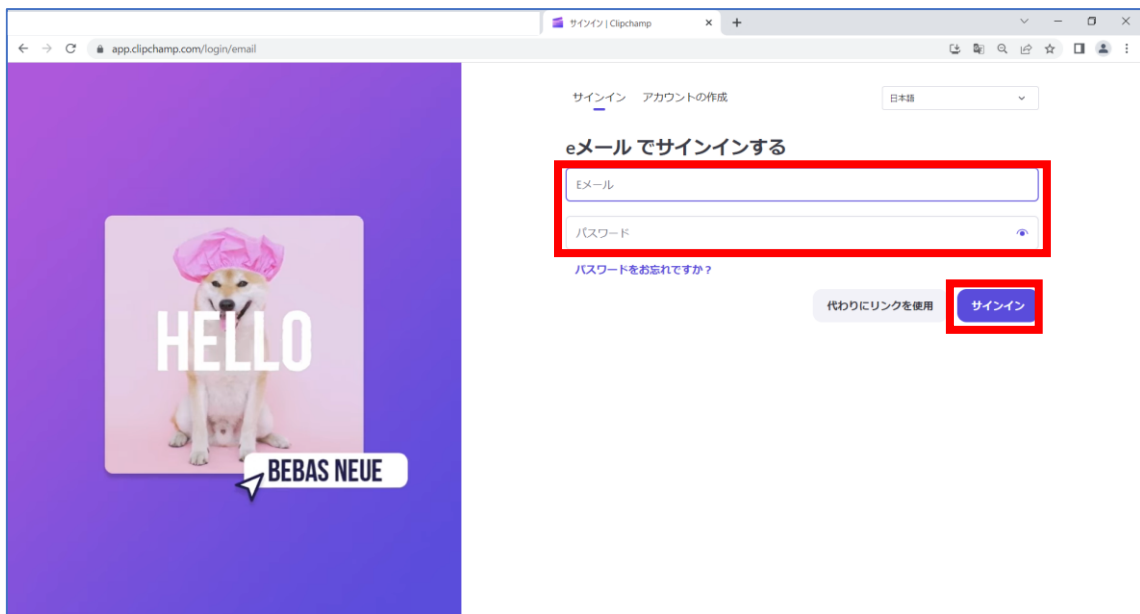 サインイン | Clipchamp
app.clipchamp.com/login/email
サインイン アカウントの作成 日本語
eメール でサインインする
Eメール
パスワード
パスワードをお忘れですか？
代わりにリンクを使用 サインイン
HELLO
BEBAS NEUE